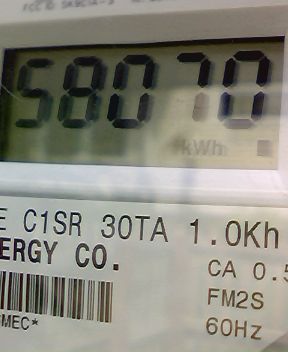 58070
kWh
E C1SR 30TA 1.0Kh
ERGY CO.
CA 0.5
FM2S
MEC*
60Hz